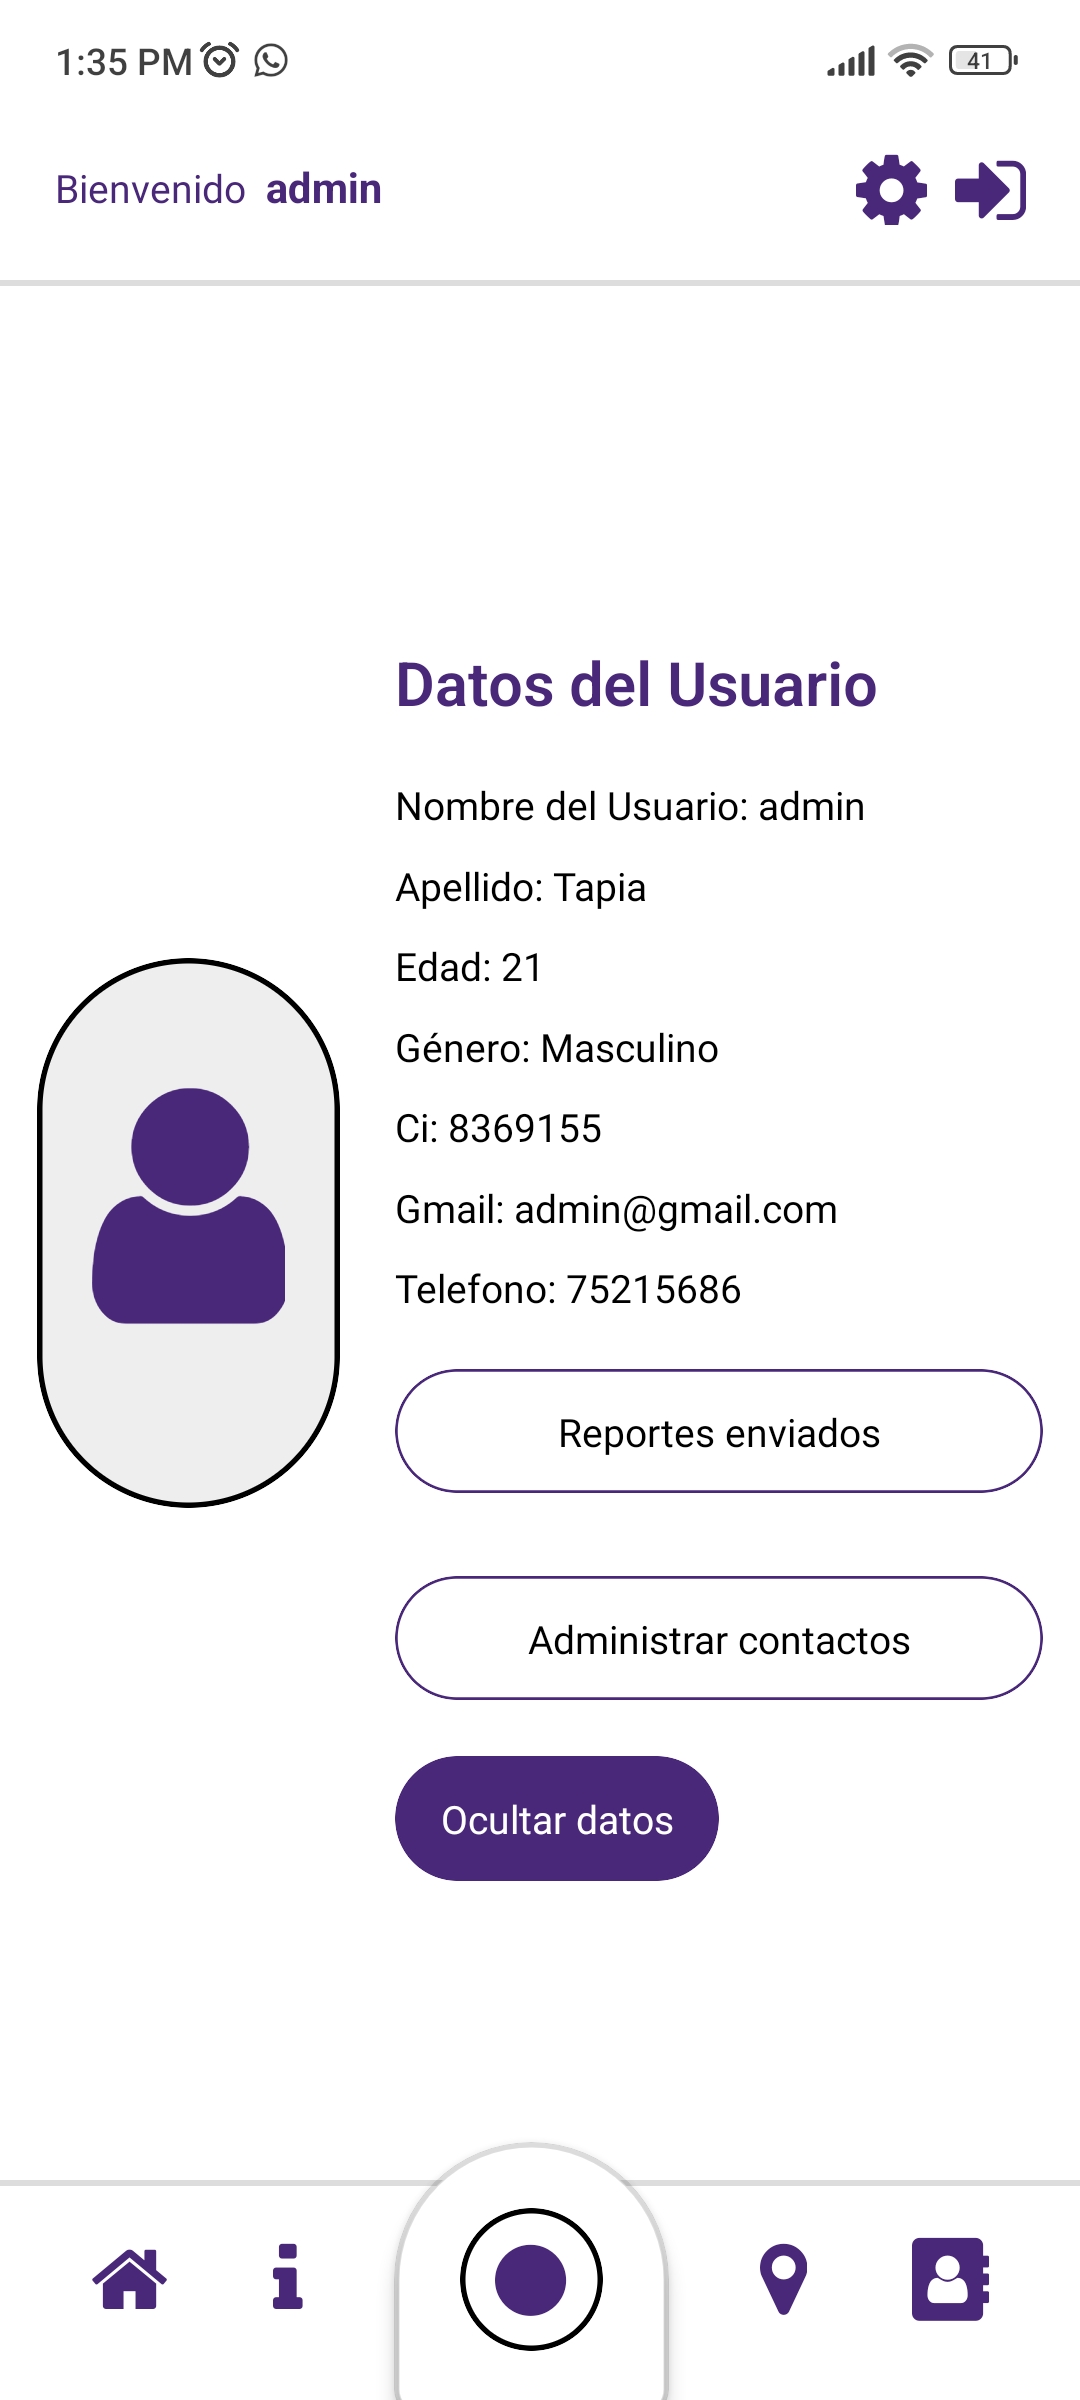 1:35 PM
41
Bienvenido admin
Datos del Usuario
Nombre del Usuario: admin
Apellido: Tapia
Edad: 21
Género: Masculino
Ci: 8369155
Gmail: admin@gmail.com
Telefono: 75215686
Reportes enviados
Administrar contactos
Ocultar datos